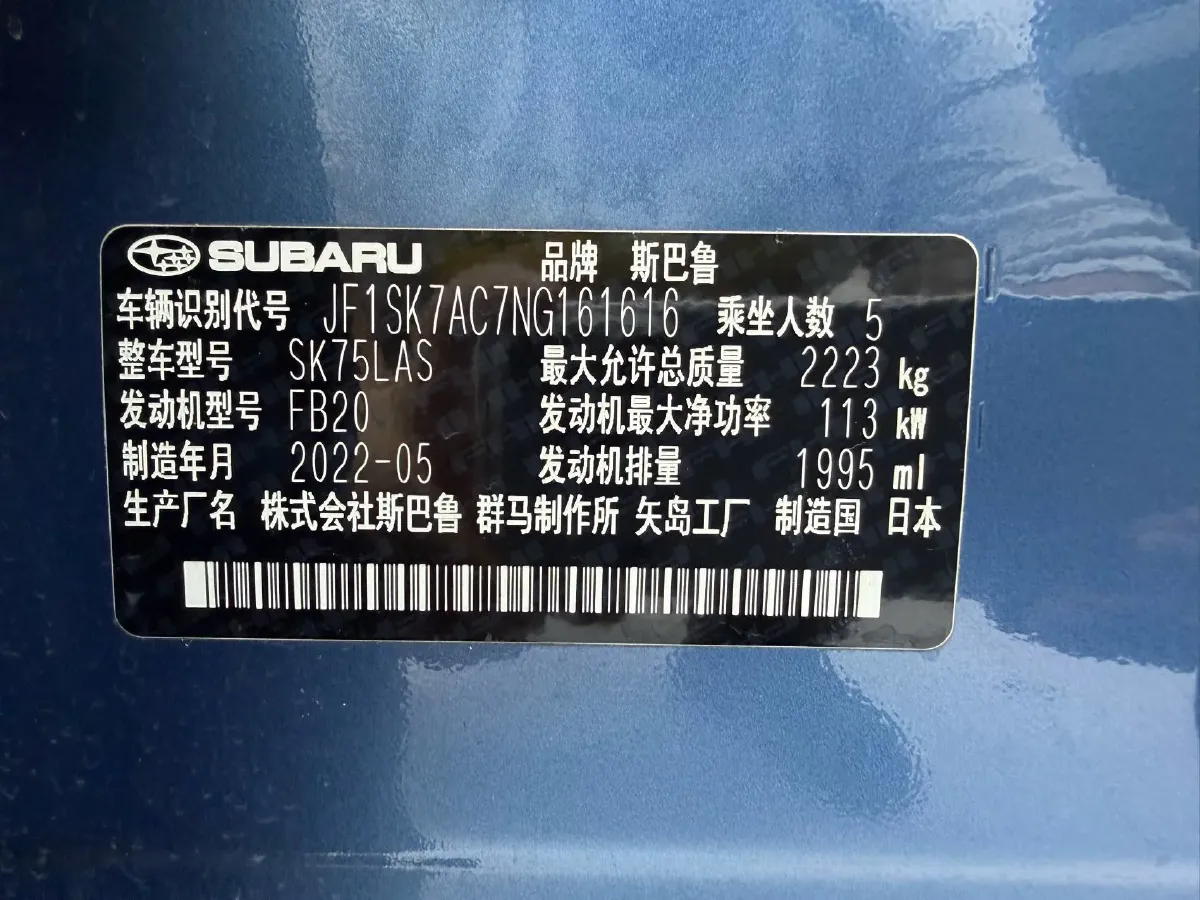 SUBARU 品牌 斯巴鲁
车辆识别代号 JF1SK7AC7NG161616 乘坐人数 5
整车型号 SK75LAS 最大允许总质量 2223 kg
发动机型号 FB20 发动机最大净功率 113 kW
制造年月 2022-05 发动机排量 1995 ml
生产厂名 株式会社斯巴鲁 群马制作所 矢岛工厂 制造国 日本